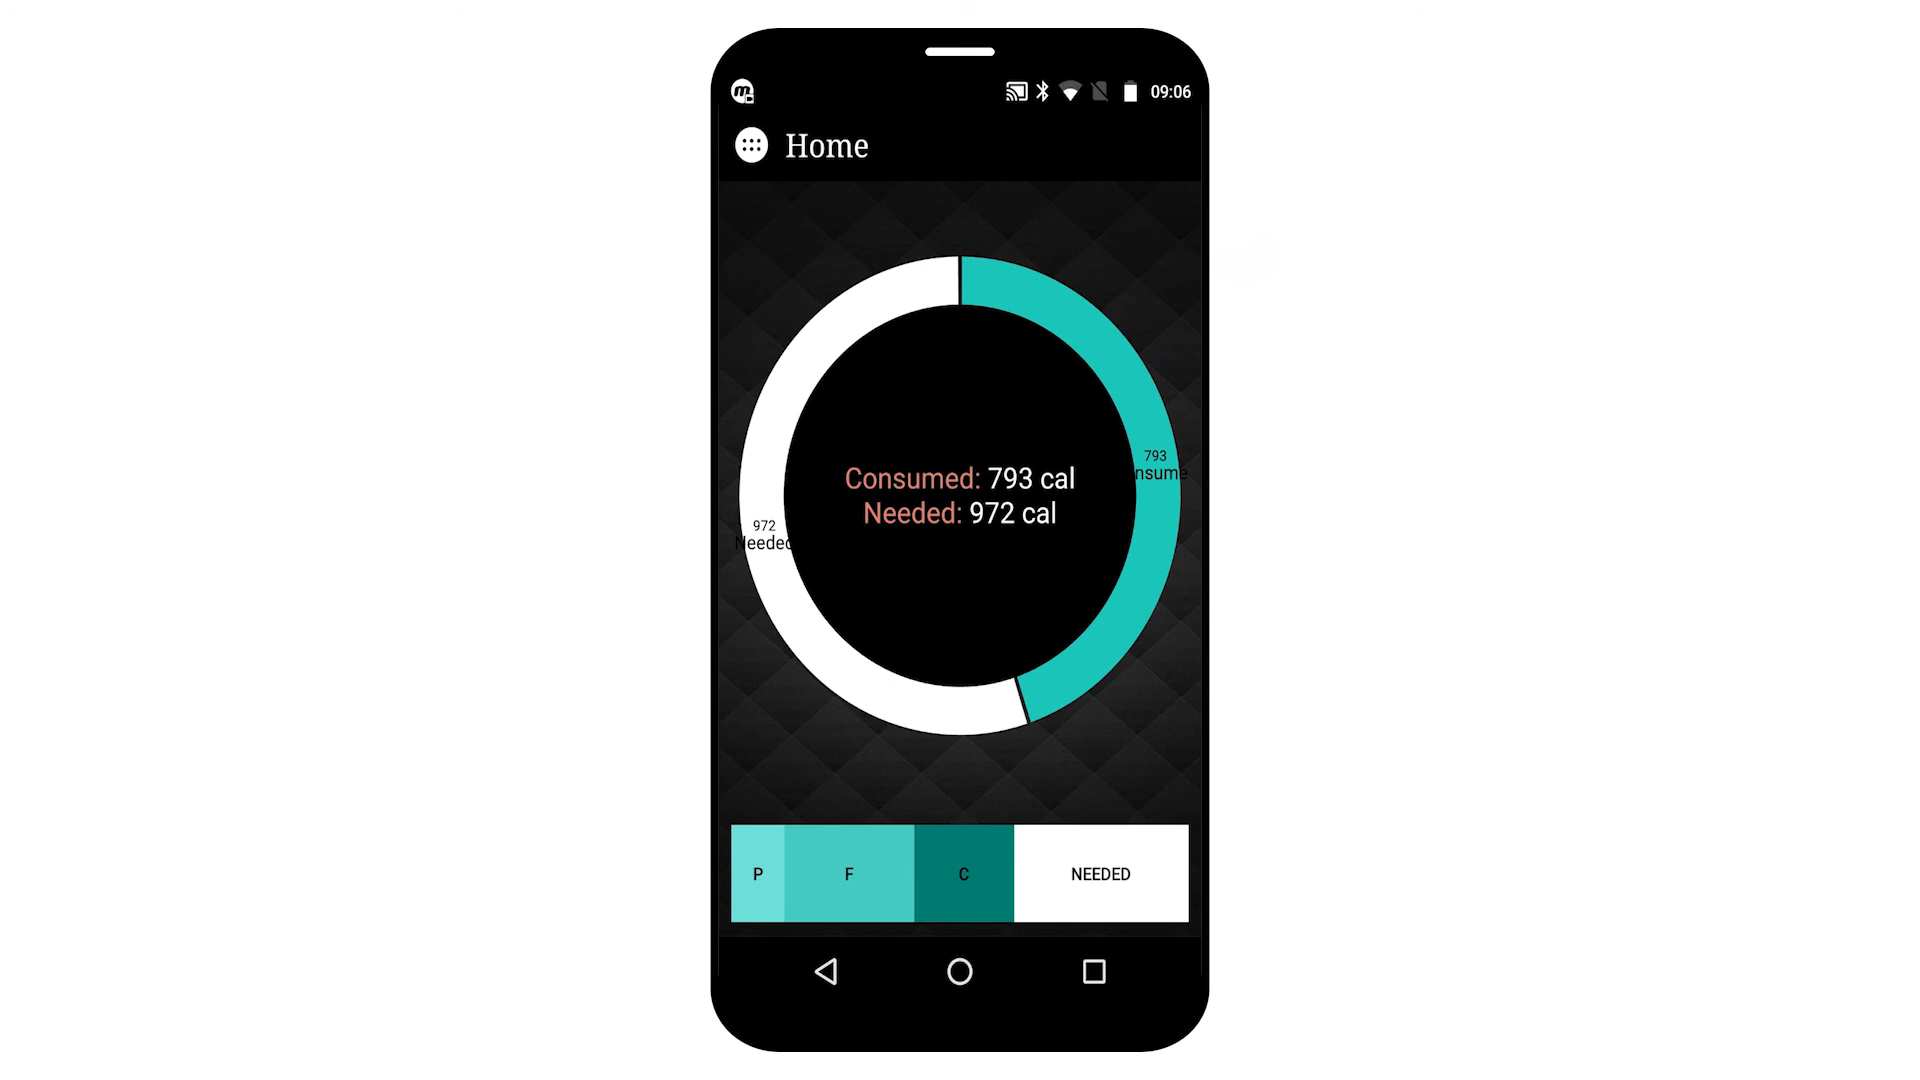 09:06
Home
Consumed: 793 cal
Needed: 972 cal
793
nsume
972
Needed
P
F
C
NEEDED